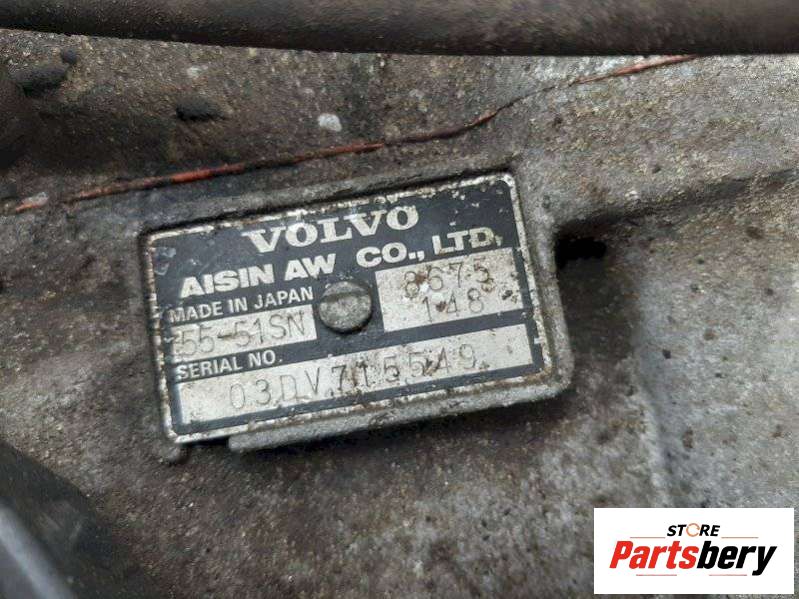 VOLVO
AISIN AW CO., LTD,
MADE IN JAPAN
8675
148
55-51SN
SERIAL NO.
03DV715549
STORE
Partsbery